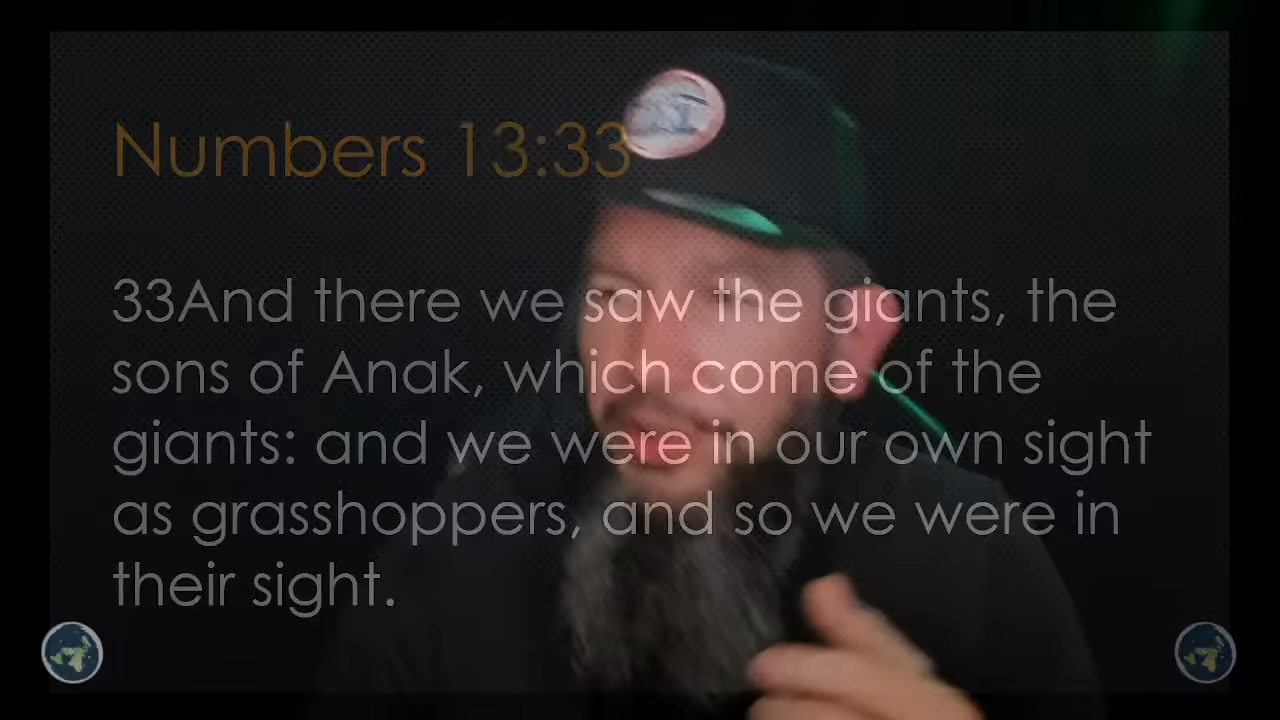 Numbers 13:33
33And there we saw the giants, the
sons of Anak, which come of the
giants: and we were in our own sight
as grasshoppers, and so we were in
their sight.